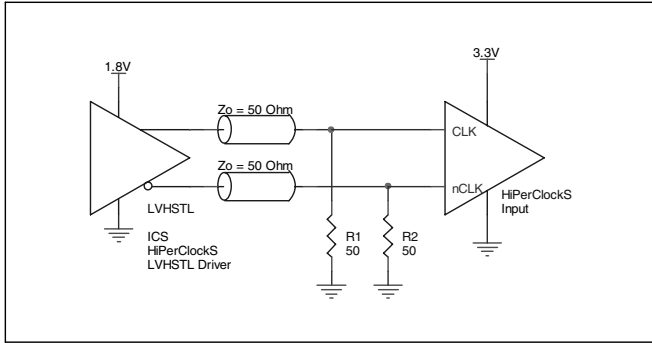 1.8V
3.3V
Zo = 50 Ohm
CLK
Zo = 50 Ohm
nCLK
HiPerClockS
Input
LVHSTL
ICS
HiPerClockS
LVHSTL Driver
R1
50
R2
50